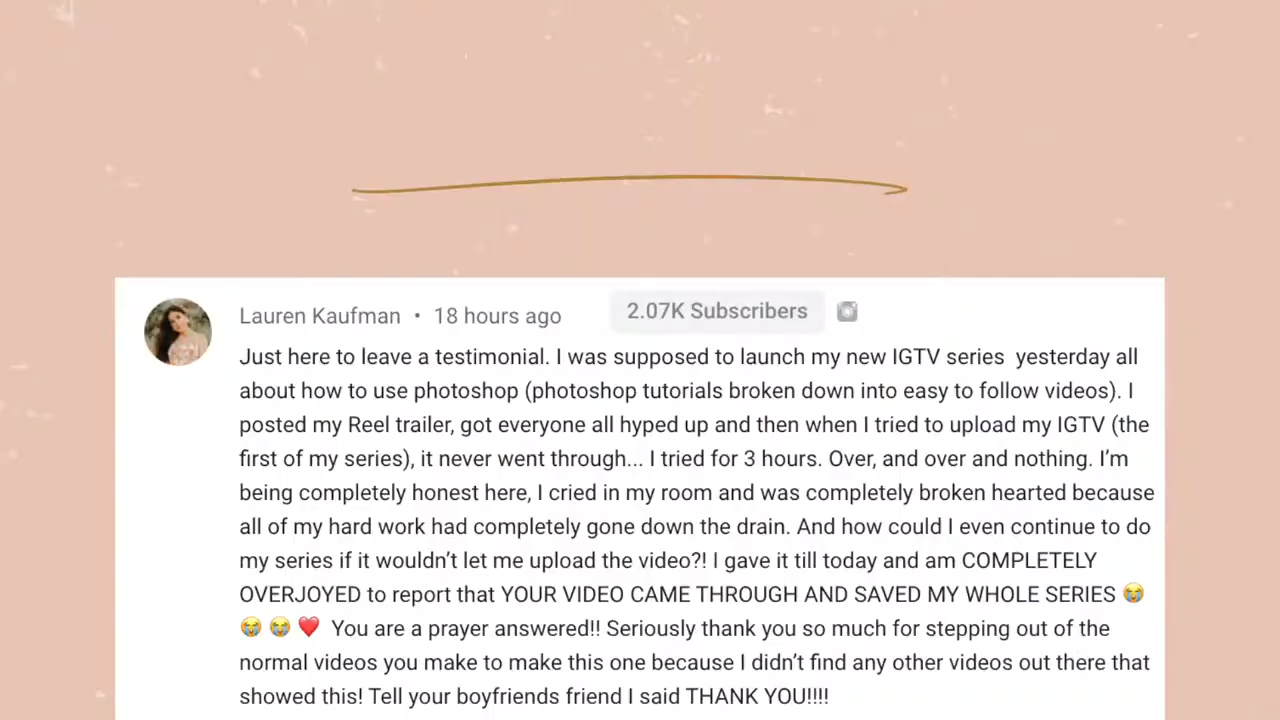 Lauren Kaufman • 18 hours ago 2.07K Subscribers
Just here to leave a testimonial. I was supposed to launch my new IGTV series  yesterday all
about how to use photoshop (photoshop tutorials broken down into easy to follow videos). I
posted my Reel trailer, got everyone all hyped up and then when I tried to upload my IGTV (the
first of my series), it never went through... I tried for 3 hours. Over, and over and nothing. I’m
being completely honest here, I cried in my room and was completely broken hearted because
all of my hard work had completely gone down the drain. And how could I even continue to do
my series if it wouldn’t let me upload the video?! I gave it till today and am COMPLETELY
OVERJOYED to report that YOUR VIDEO CAME THROUGH AND SAVED MY WHOLE SERIES 😭
😭 😭 ❤️ You are a prayer answered!! Seriously thank you so much for stepping out of the
normal videos you make to make this one because I didn’t find any other videos out there that
showed this! Tell your boyfriends friend I said THANK YOU!!!!